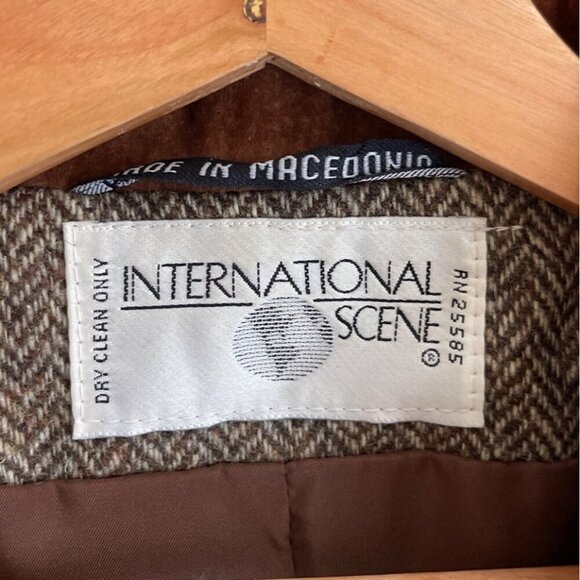 MADE IN MACEDONIA
DRY CLEAN ONLY
INTERNATIONAL
SCENE®
RN 25585